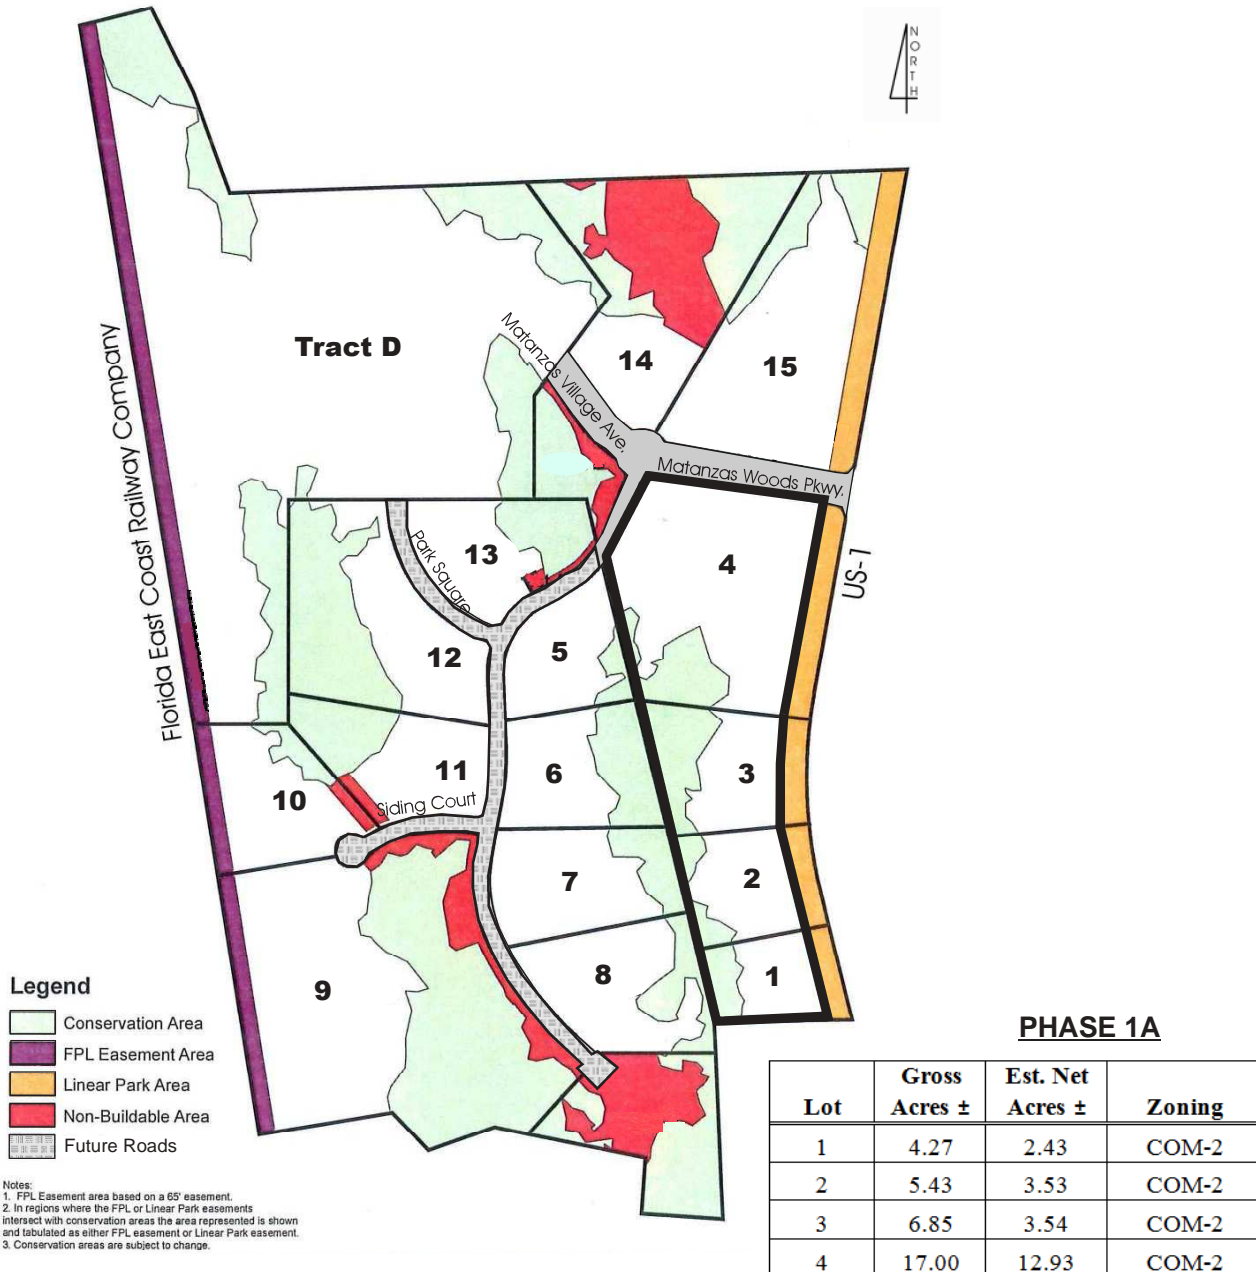 NORTH
Tract D
14
15
Matanzas Village Ave.
Matanzas Woods Pkwy.
Florida East Coast Railway Company
US-1
Park Square
13
4
12
5
11
6
3
10
Siding Court
7
2
9
8
1
Legend
Conservation Area
FPL Easement Area
Linear Park Area
Non-Buildable Area
Future Roads
Notes:
1. FPL Easement area based on a 65' easement.
2. In regions where the FPL or Linear Park easements
intersect with conservation areas the area represented is shown
and tabulated as either FPL easement or Linear Park easement.
3. Conservation areas are subject to change.
PHASE 1A
Lot Gross Acres ± Est. Net Acres ± Zoning
1 4.27 2.43 COM-2
2 5.43 3.53 COM-2
3 6.85 3.54 COM-2
4 17.00 12.93 COM-2